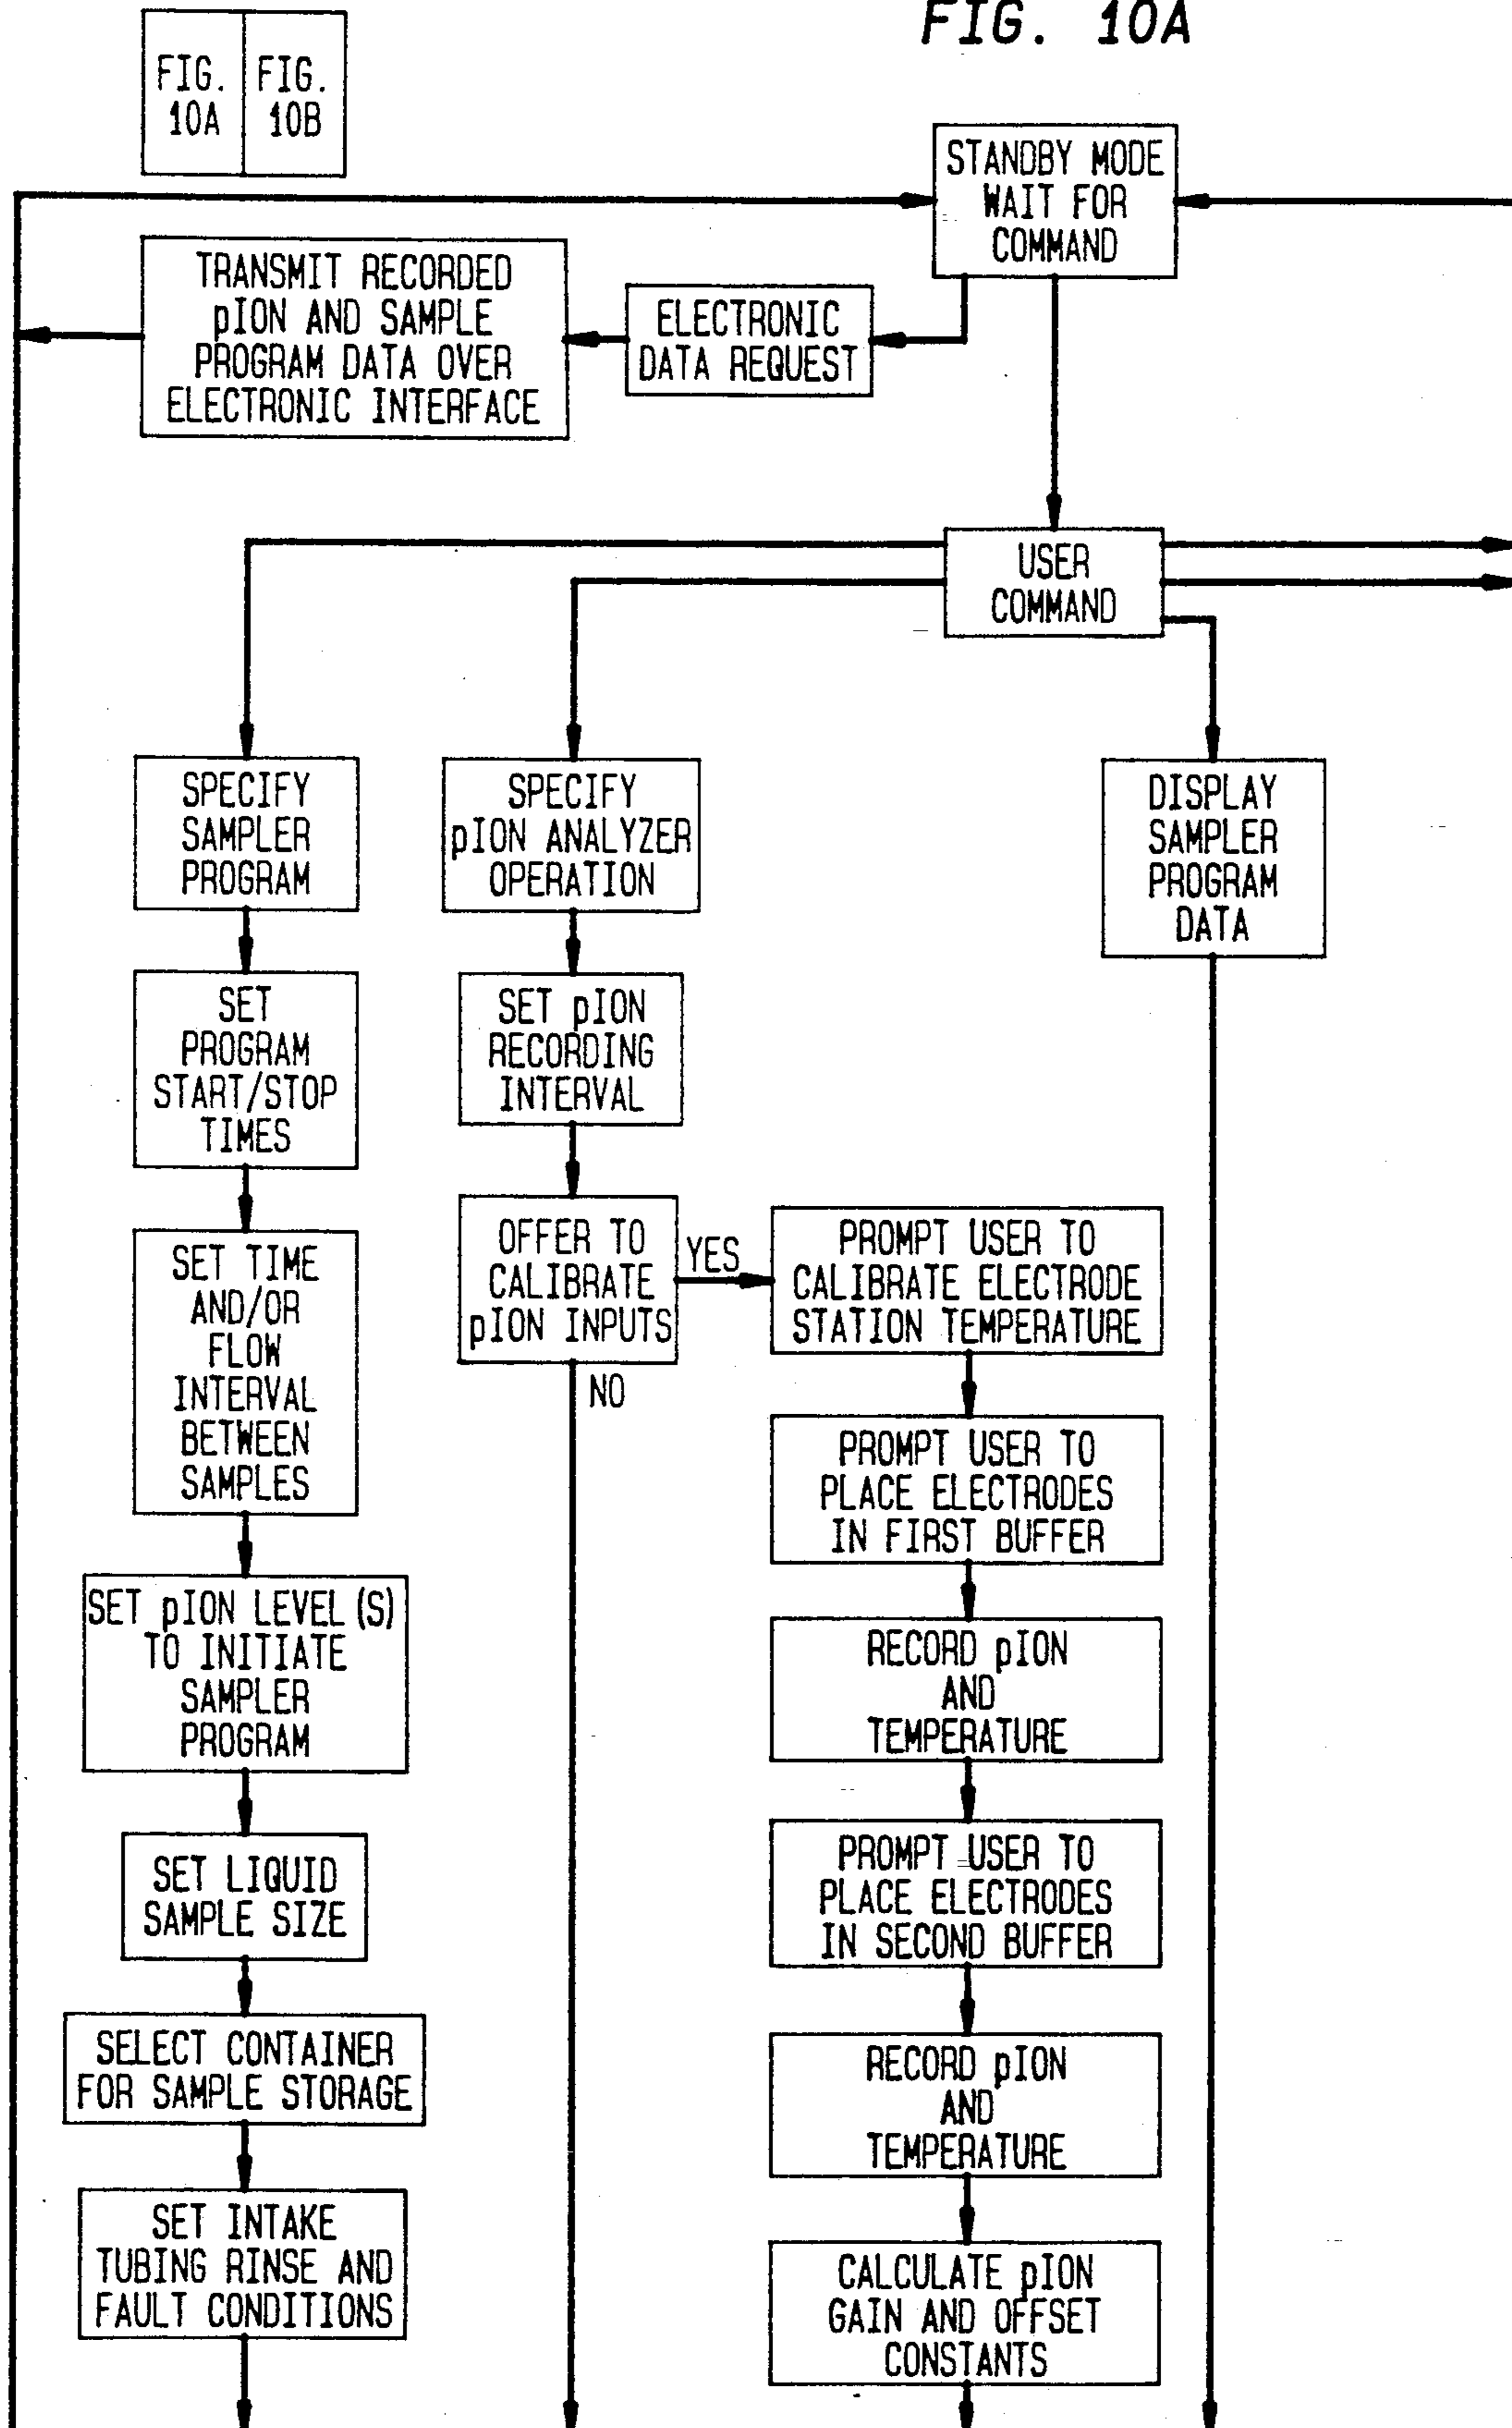 FIG. 10A
FIG.
10A
FIG.
10B
STANDBY MODE
WAIT FOR
COMMAND
TRANSMIT RECORDED
pION AND SAMPLE
PROGRAM DATA OVER
ELECTRONIC INTERFACE
ELECTRONIC
DATA REQUEST
USER
COMMAND
SPECIFY
SAMPLER
PROGRAM
SPECIFY
pION ANALYZER
OPERATION
DISPLAY
SAMPLER
PROGRAM
DATA
SET
PROGRAM
START/STOP
TIMES
SET pION
RECORDING
INTERVAL
SET TIME
AND/OR
FLOW
INTERVAL
BETWEEN
SAMPLES
OFFER TO
CALIBRATE
pION INPUTS
YES
NO
PROMPT USER TO
CALIBRATE ELECTRODE
STATION TEMPERATURE
PROMPT USER TO
PLACE ELECTRODES
IN FIRST BUFFER
SET pION LEVEL(S)
TO INITIATE
SAMPLER
PROGRAM
RECORD pION
AND
TEMPERATURE
SET LIQUID
SAMPLE SIZE
PROMPT USER TO
PLACE ELECTRODES
IN SECOND BUFFER
SELECT CONTAINER
FOR SAMPLE STORAGE
RECORD pION
AND
TEMPERATURE
SET INTAKE
TUBING RINSE AND
FAULT CONDITIONS
CALCULATE pION
GAIN AND OFFSET
CONSTANTS